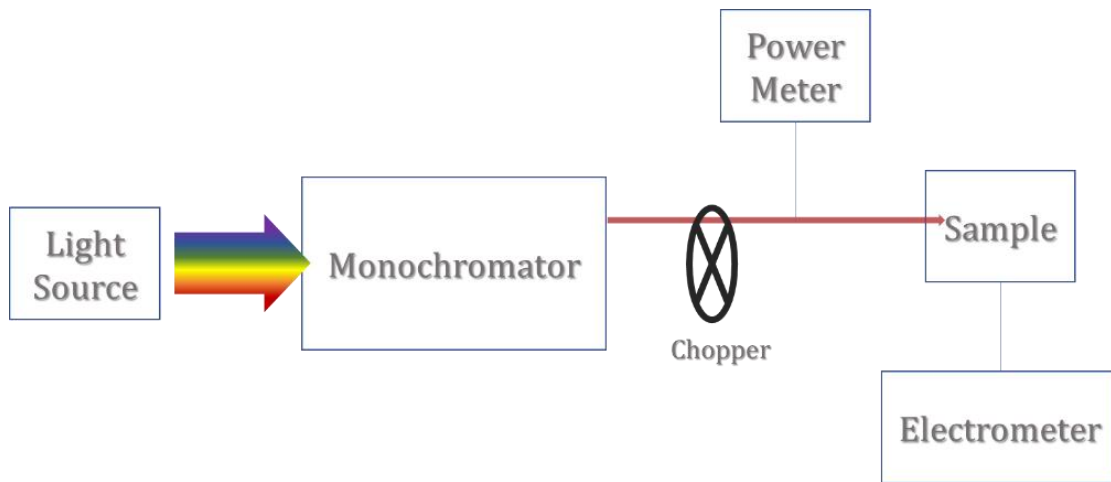 Power
Meter
Light
Source
Monochromator
Sample
Chopper
Electrometer